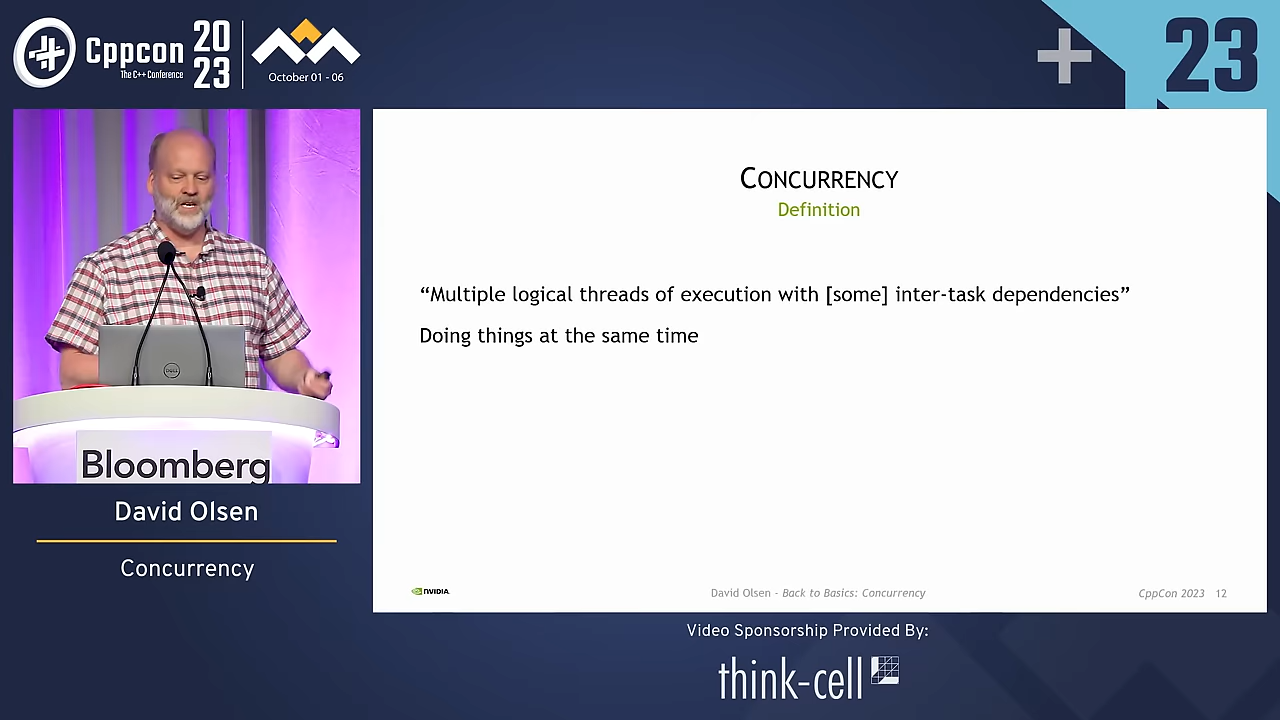 Cppcon
The C++ Conference
20
23
October 01 - 06
23
CONCURRENCY
Definition
“Multiple logical threads of execution with [some] inter-task dependencies”
Doing things at the same time
DELL
Bloomberg
David Olsen
Concurrency
NVIDIA.
David Olsen - Back to Basics: Concurrency
CppCon 2023 12
Video Sponsorship Provided By:
think-cell